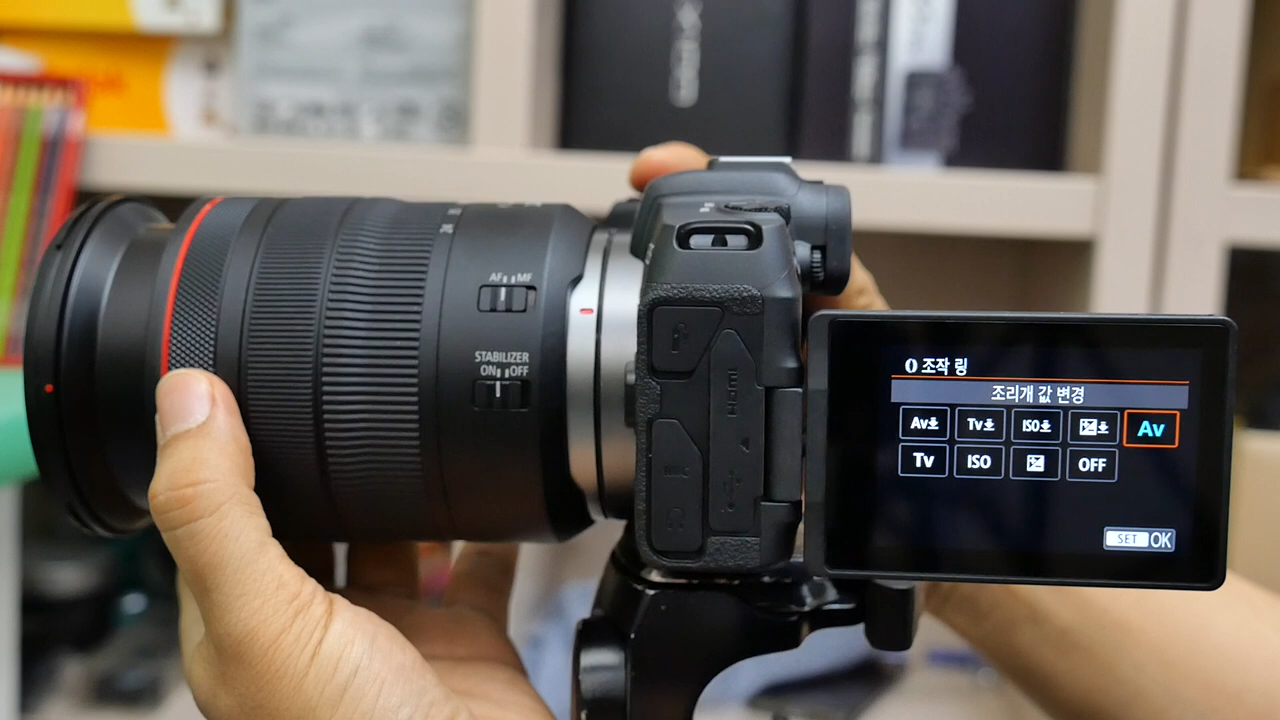 AF MF
STABILIZER
ON OFF
24
HDMI
조작 링
조리개 값 변경
Av Tv ISO Av
Tv ISO OFF
SET OK